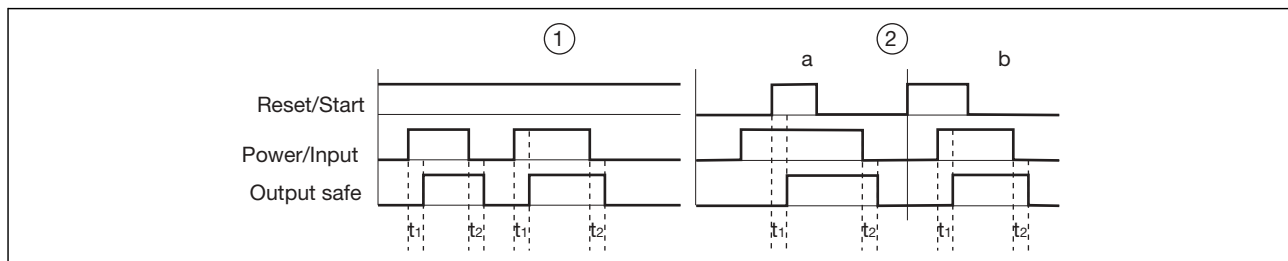 ① ②
a b
Reset/Start
Power/Input
Output safe
t1 t2 t1 t2 t1 t2 t1 t2